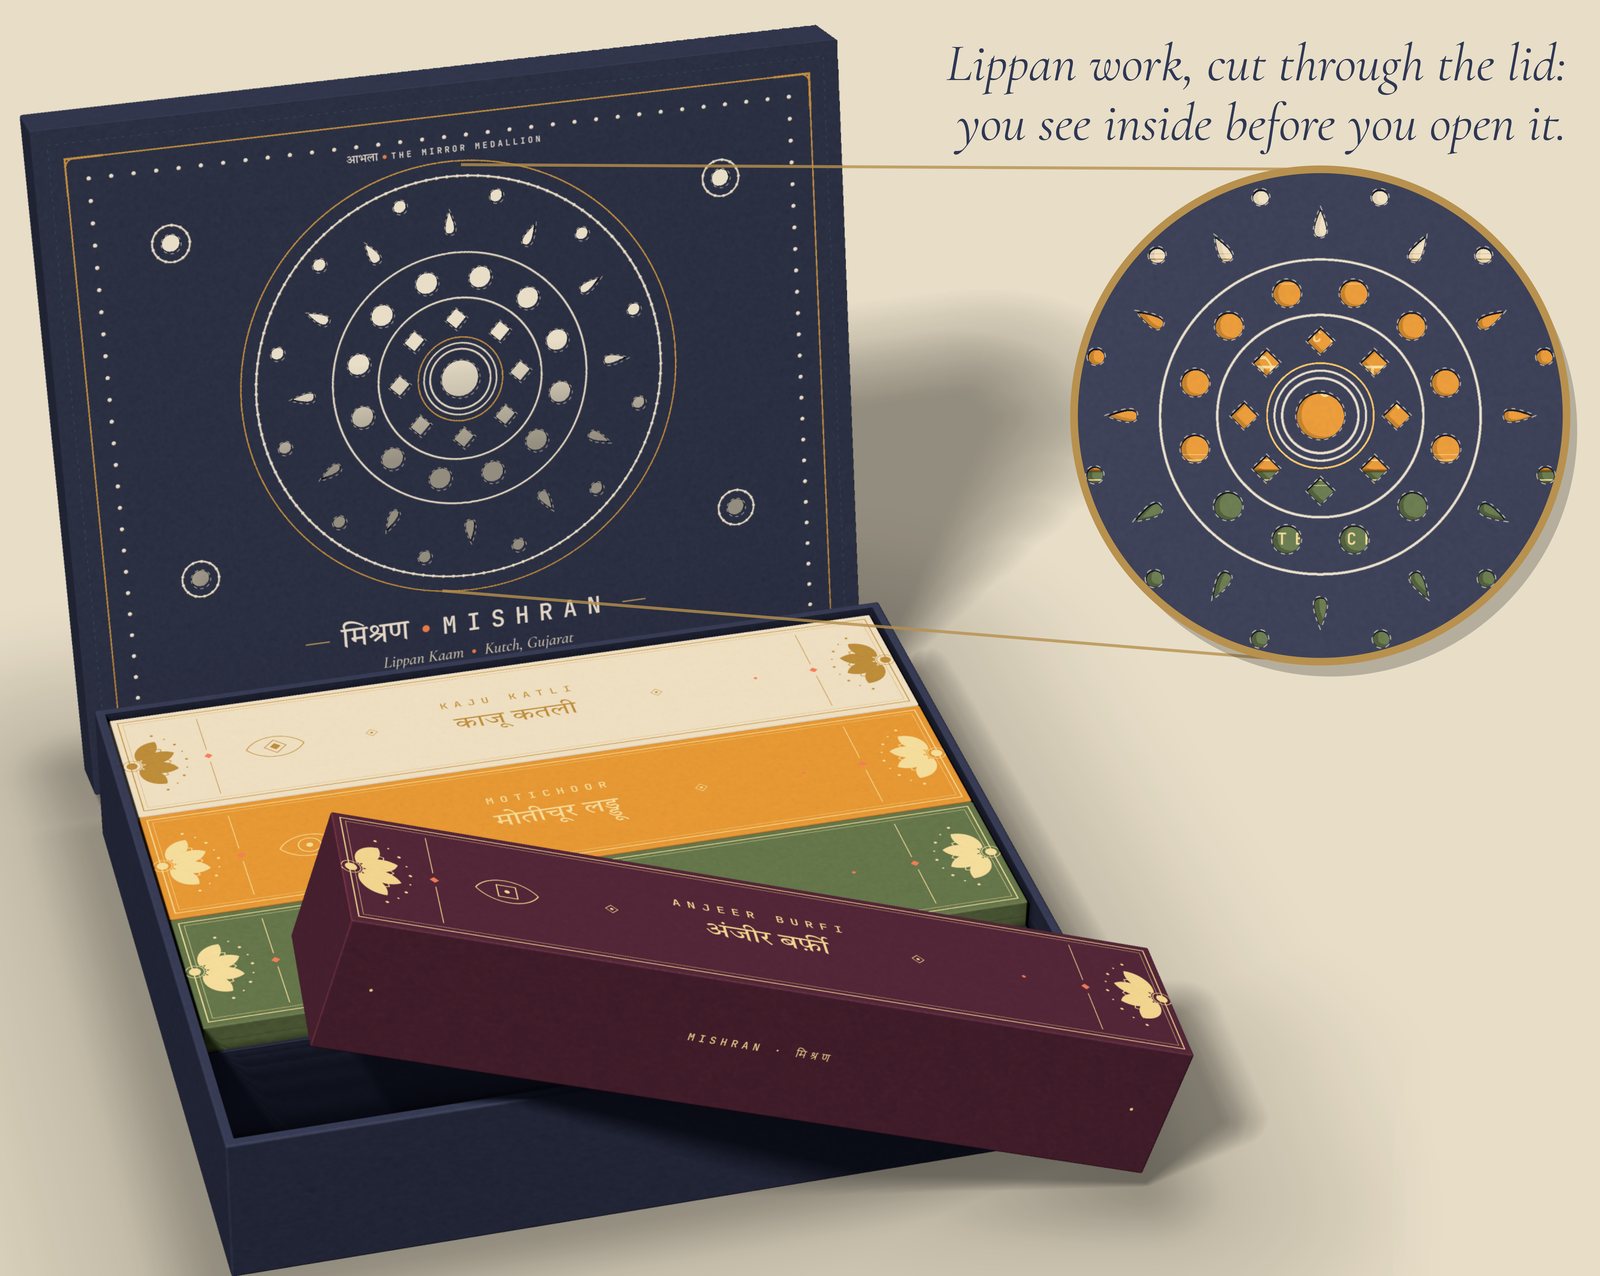 Lippan work, cut through the lid:
you see inside before you open it.
आभला • THE MIRROR MEDALLION
मिश्रण • MISHRAN
Lippan Kaam • Kutch, Gujarat
KAJU KATLI
काजू कतली
MOTICHOOR
मोतीचूर लड्डू
ANJEER BURFI
अंजीर बर्फ़ी
MISHRAN · मिश्रण